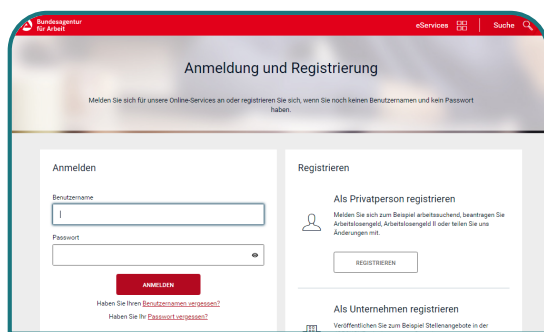 Bundesagentur
für Arbeit
eServices
Suche
Anmeldung und Registrierung
Melden Sie sich für unsere Online-Services an oder registrieren Sie sich, wenn Sie noch keinen Benutzernamen und kein Passwort
haben.
Anmelden
Benutzername
Passwort
ANMELDEN
Haben Sie Ihren Benutzernamen vergessen?
Haben Sie Ihr Passwort vergessen?
Registrieren
Als Privatperson registrieren
Melden Sie sich zum Beispiel arbeitssuchend, beantragen Sie
Arbeitslosengeld, Arbeitslosengeld II oder teilen Sie uns
Änderungen mit.
REGISTRIEREN
Als Unternehmen registrieren
Veröffentlichen Sie zum Beispiel Stellenangebote in der